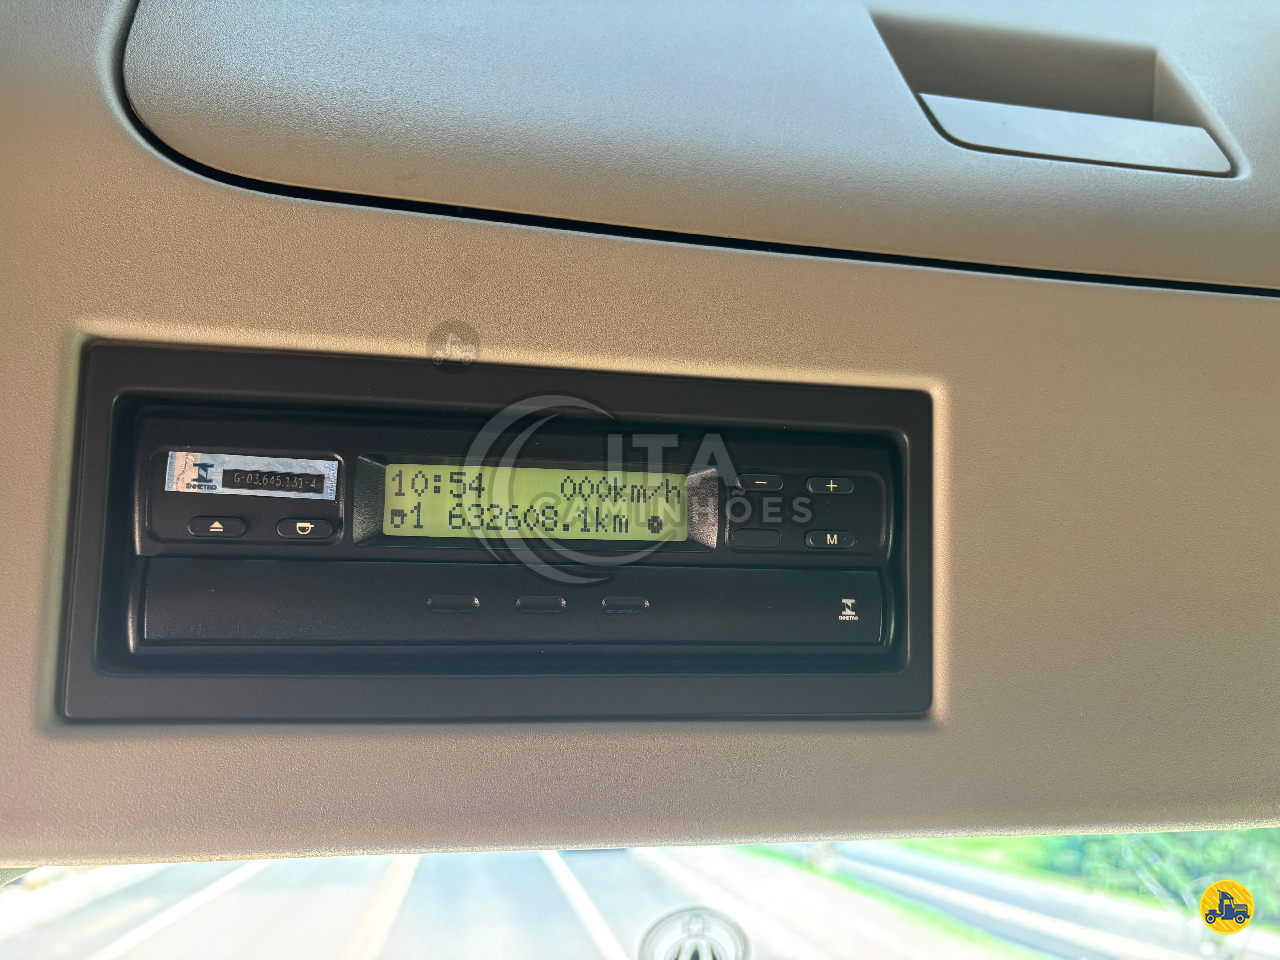 ITA
CAMINHÕES
INMETRO
G-03.645.131-4
10:54 000km/h
1 632608.1km
− +
M
INMETRO